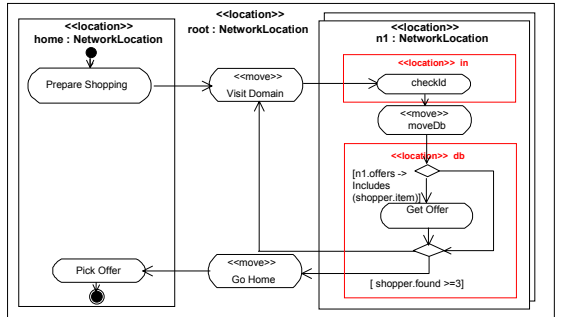 <<location>>
home : NetworkLocation
<<location>>
root : NetworkLocation
<<location>>
n1 : NetworkLocation
<<location>> in
Prepare Shopping
<<move>>
Visit Domain
checkId
<<move>>
moveDb
<<location>> db
[n1.offers ->
Includes
(shopper.item)]
Get Offer
Pick Offer
<<move>>
Go Home
[ shopper.found >=3]